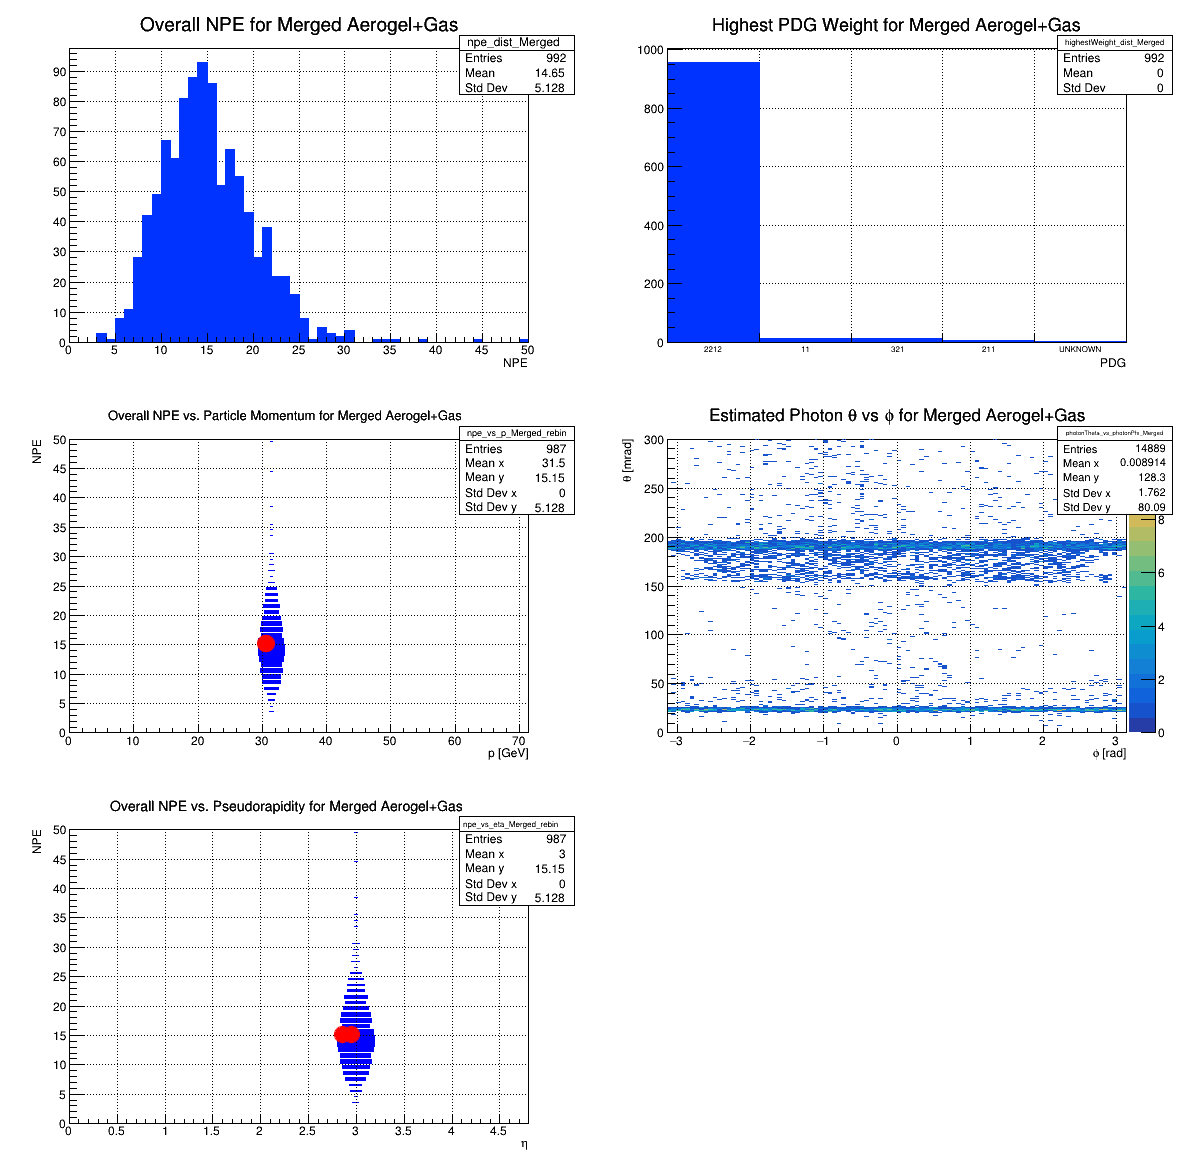 Overall NPE for Merged Aerogel+Gas
npe_dist_Merged
Entries 992
Mean 14.65
Std Dev 5.128
90
80
70
60
50
40
30
20
10
0
0 5 10 15 20 25 30 35 40 45 50
NPE
Highest PDG Weight for Merged Aerogel+Gas
highestWeight_dist_Merged
Entries 992
Mean 0
Std Dev 0
1000
800
600
400
200
0
2212 11 321 211 UNKNOWN
PDG
Overall NPE vs. Particle Momentum for Merged Aerogel+Gas
npe_vs_p_Merged_rebin
Entries 987
Mean x 31.5
Mean y 15.15
Std Dev x 0
Std Dev y 5.128
NPE
50
45
40
35
30
25
20
15
10
5
0
0 10 20 30 40 50 60 70
p [GeV]
Estimated Photon θ vs ϕ for Merged Aerogel+Gas
photonTheta_vs_photonPhi_Merged
Entries 14889
Mean x 0.008914
Mean y 128.3
Std Dev x 1.762
Std Dev y 80.09
θ [mrad]
300
250
200
150
100
50
0
−3 −2 −1 0 1 2 3
ϕ [rad]
8
6
4
2
0
Overall NPE vs. Pseudorapidity for Merged Aerogel+Gas
npe_vs_eta_Merged_rebin
Entries 987
Mean x 3
Mean y 15.15
Std Dev x 0
Std Dev y 5.128
NPE
50
45
40
35
30
25
20
15
10
5
0
0 0.5 1 1.5 2 2.5 3 3.5 4 4.5
η